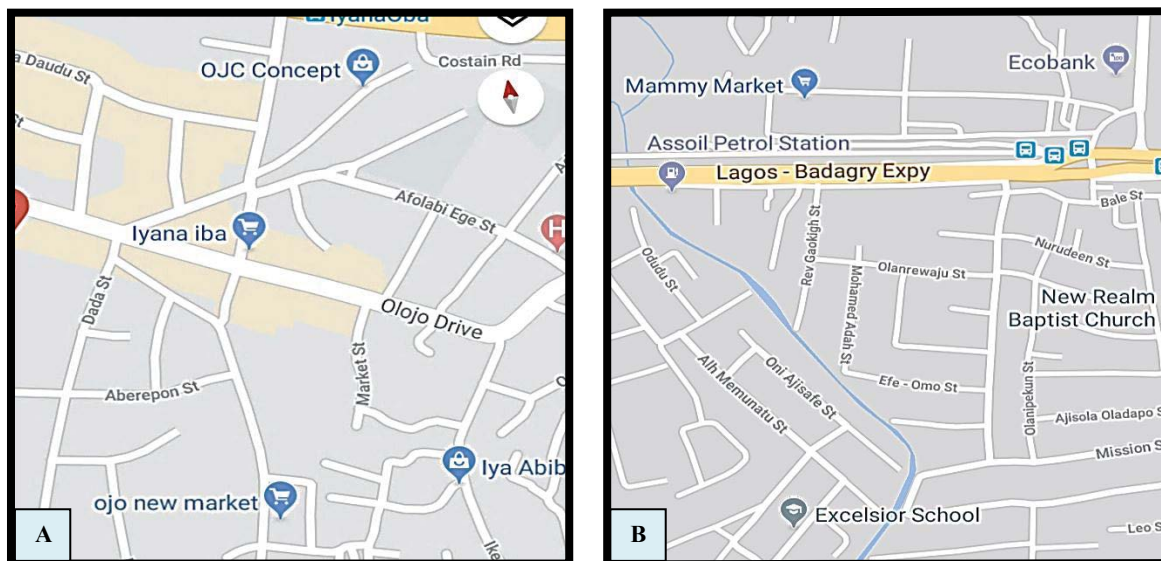 IyanaOba
Costain Rd
OJC Concept
a Daudu St
St
Afolabi Ege St
H
Iyana iba
Dada St
Olojo Drive
Market St
Aberepon St
Iya Abib
ojo new market
Ike
A
Ecobank
Mammy Market
Assoil Petrol Station
Lagos - Badagry Expy
Bale St
Rev Gaokigh St
Nurudeen St
Odudu St
Olanrewaju St
Mohamed Adah St
New Realm
Baptist Church
Oni Ajisafe St
Alh Memunatu St
Efe - Omo St
Olanipekun St
Ajisola Oladapo S
Mission S
Excelsior School
Leo S
B